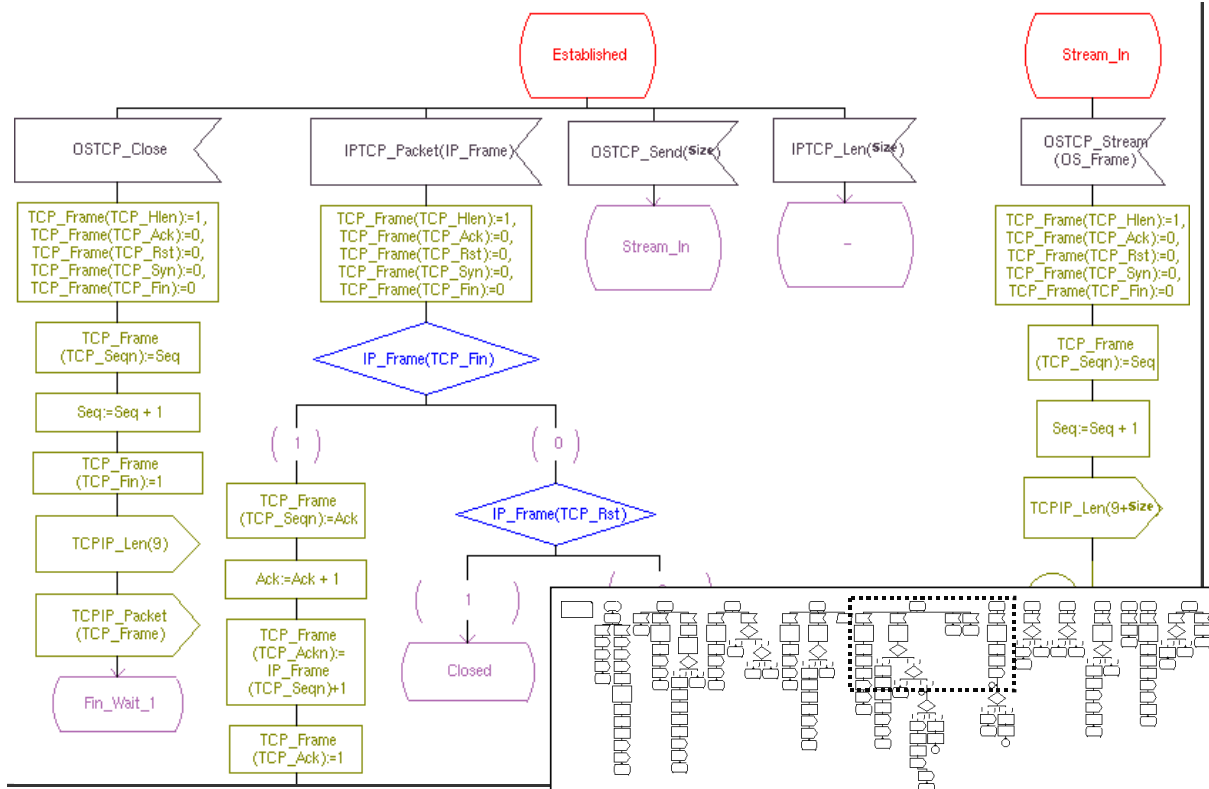 Established
Stream_In
OSTCP_Close
IPTCP_Packet(IP_Frame)
OSTCP_Send(Size)
IPTCP_Len(Size)
OSTCP_Stream
(OS_Frame)
TCP_Frame(TCP_Hlen):=1,
TCP_Frame(TCP_Ack):=0,
TCP_Frame(TCP_Rst):=0,
TCP_Frame(TCP_Syn):=0,
TCP_Frame(TCP_Fin):=0
TCP_Frame(TCP_Hlen):=1,
TCP_Frame(TCP_Ack):=0,
TCP_Frame(TCP_Rst):=0,
TCP_Frame(TCP_Syn):=0,
TCP_Frame(TCP_Fin):=0
Stream_In
-
TCP_Frame(TCP_Hlen):=1,
TCP_Frame(TCP_Ack):=0,
TCP_Frame(TCP_Rst):=0,
TCP_Frame(TCP_Syn):=0,
TCP_Frame(TCP_Fin):=0
TCP_Frame
(TCP_Seqn):=Seq
IP_Frame(TCP_Fin)
TCP_Frame
(TCP_Seqn):=Seq
Seq:=Seq + 1
( 1 )
( 0 )
Seq:=Seq + 1
TCP_Frame
(TCP_Fin):=1
TCP_Frame
(TCP_Seqn):=Ack
IP_Frame(TCP_Rst)
TCPIP_Len(9+Size)
TCPIP_Len(9)
Ack:=Ack + 1
( 1 )
TCPIP_Packet
(TCP_Frame)
TCP_Frame
(TCP_Ackn):=
IP_Frame
(TCP_Seqn)+1
Closed
Fin_Wait_1
TCP_Frame
(TCP_Ack):=1